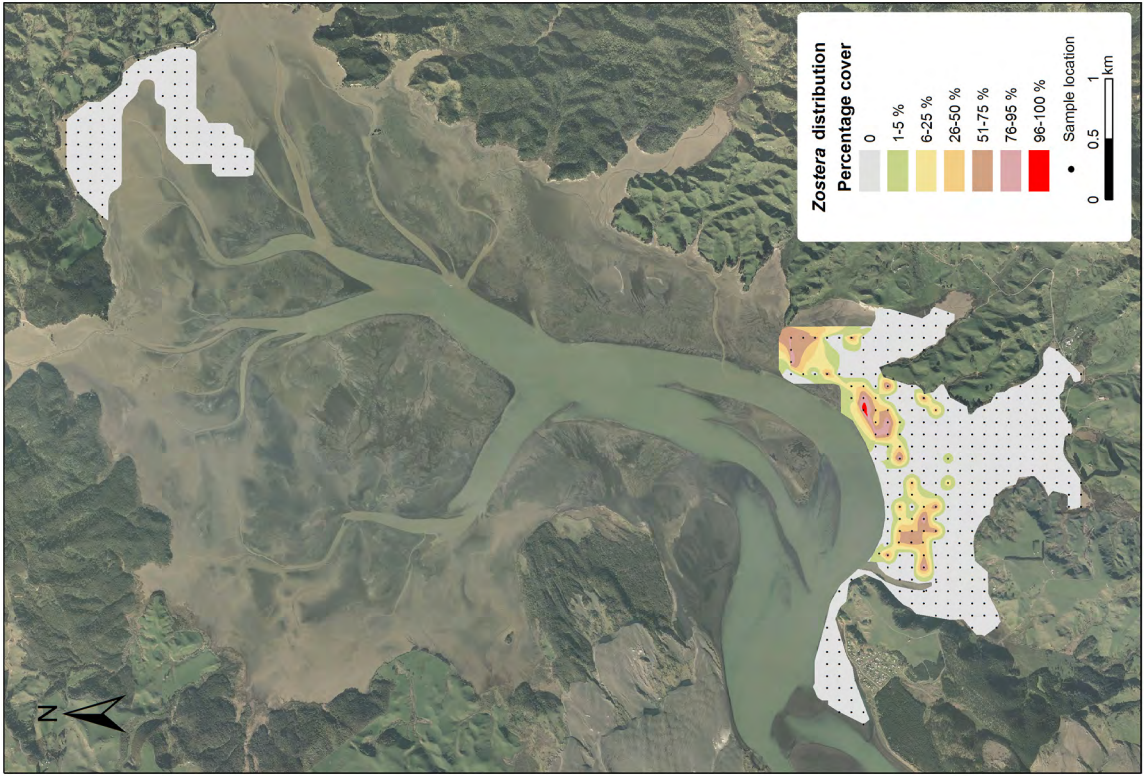 N
Zostera distribution
Percentage cover
0
1-5 %
6-25 %
26-50 %
51-75 %
76-95 %
96-100 %
Sample location
0 0.5 1
km